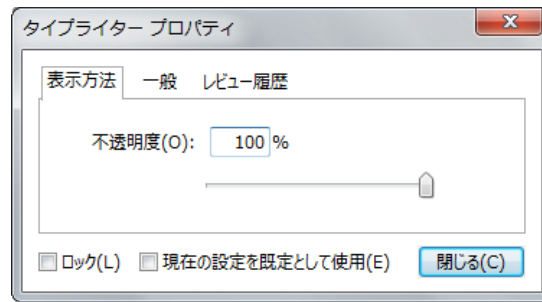 タイプライター プロパティ
表示方法 一般 レビュー履歴
不透明度(O): 100 %
ロック(L) 現在の設定を既定として使用(E) 閉じる(C)